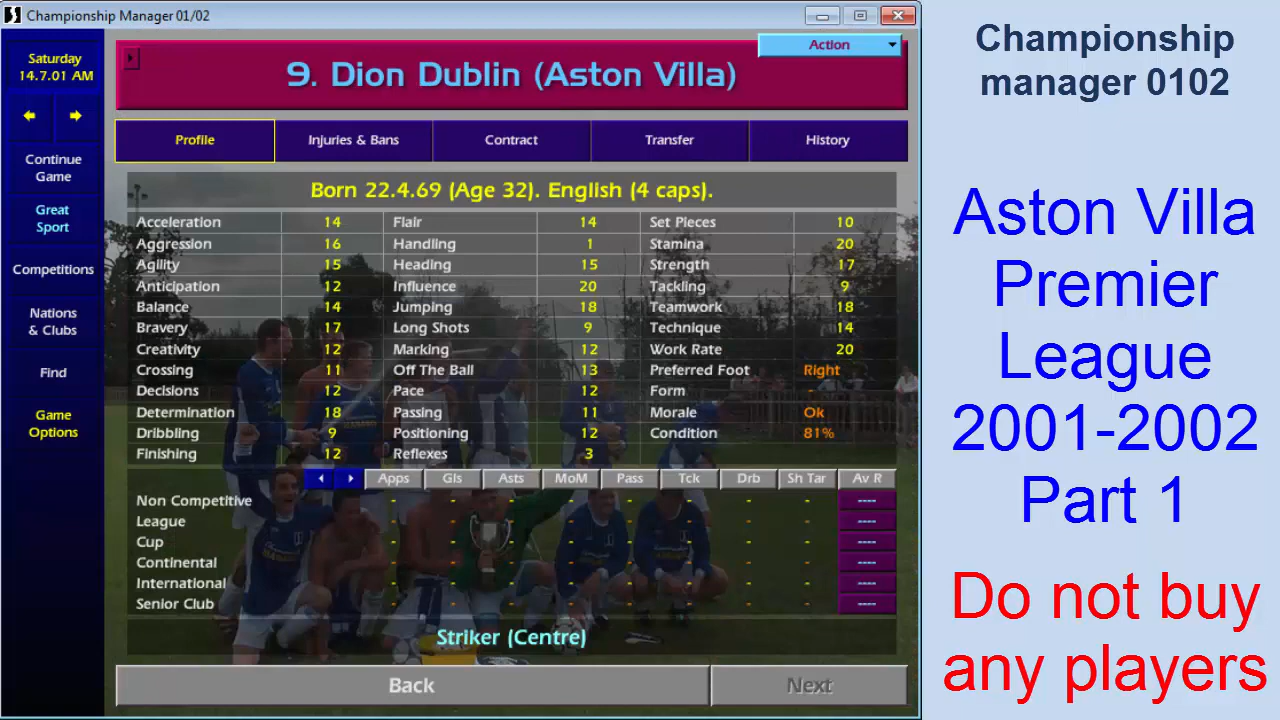 Championship Manager 01/02
Saturday
14.7.01 AM
Continue
Game
Great
Sport
Competitions
Nations
& Clubs
Find
Game
Options
Action
9. Dion Dublin (Aston Villa)
Profile
Injuries & Bans
Contract
Transfer
History
Born 22.4.69 (Age 32). English (4 caps).
Acceleration 14 Flair 14 Set Pieces 10
Aggression 16 Handling 1 Stamina 20
Agility 15 Heading 15 Strength 17
Anticipation 12 Influence 20 Tackling 9
Balance 14 Jumping 18 Teamwork 18
Bravery 17 Long Shots 9 Technique 14
Creativity 12 Marking 12 Work Rate 20
Crossing 11 Off The Ball 13 Preferred Foot Right
Decisions 12 Pace 12 Form -
Determination 18 Passing 11 Morale Ok
Dribbling 9 Positioning 12 Condition 81%
Finishing 12 Reflexes 3
Apps Gls Asts MoM Pass Tck Drb Sh Tar Av R
Non Competitive - - - - - - - - ----
League - - - - - - - - ----
Cup - - - - - - - - ----
Continental - - - - - - - - ----
International - - - - - - - - ----
Senior Club - - - - - - - - ----
Striker (Centre)
Back
Next
Championship
manager 0102
Aston Villa
Premier
League
2001-2002
Part 1
Do not buy
any players